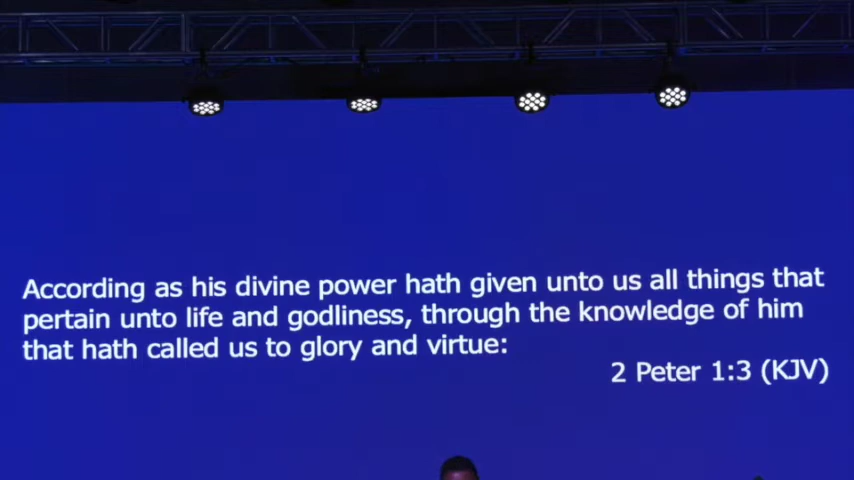 According as his divine power hath given unto us all things that
pertain unto life and godliness, through the knowledge of him
that hath called us to glory and virtue:
2 Peter 1:3 (KJV)